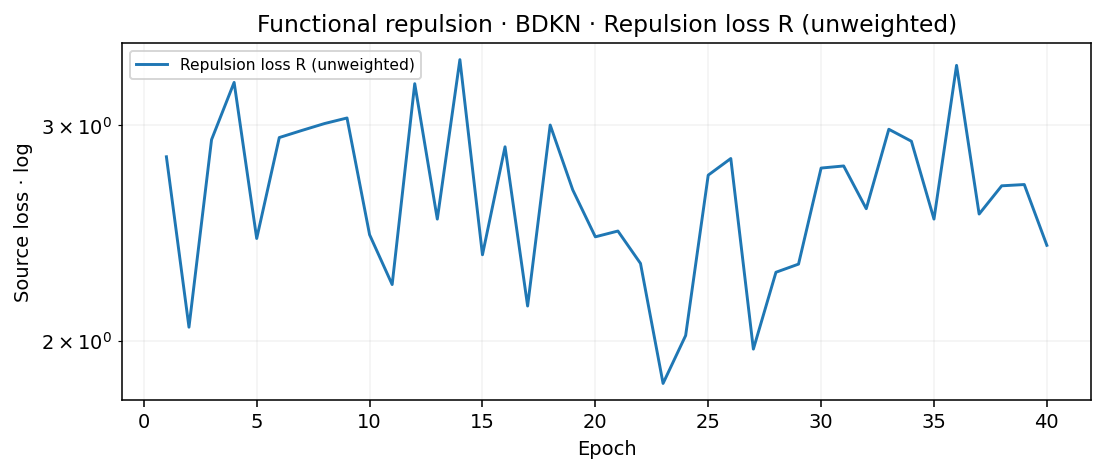 Functional repulsion · BDKN · Repulsion loss R (unweighted)
Repulsion loss R (unweighted)
Source loss · log
3 × 10⁰
2 × 10⁰
0 5 10 15 20 25 30 35 40
Epoch